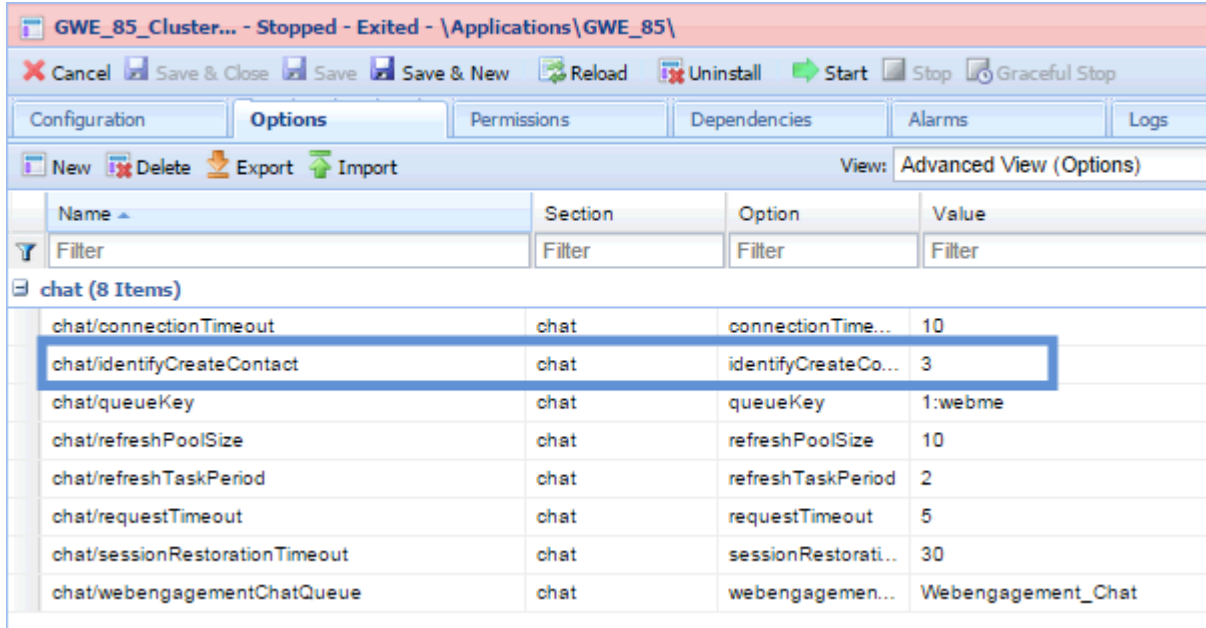 GWE_85_Cluster... - Stopped - Exited - \Applications\GWE_85\
Cancel Save & Close Save Save & New Reload Uninstall Start Stop Graceful Stop
Configuration Options Permissions Dependencies Alarms Logs
New Delete Export Import View: Advanced View (Options)
Name Section Option Value
Filter Filter Filter Filter
chat (8 Items)
chat/connectionTimeout chat connectionTime... 10
chat/identifyCreateContact chat identifyCreateCo... 3
chat/queueKey chat queueKey 1:webme
chat/refreshPoolSize chat refreshPoolSize 10
chat/refreshTaskPeriod chat refreshTaskPeriod 2
chat/requestTimeout chat requestTimeout 5
chat/sessionRestorationTimeout chat sessionRestorati... 30
chat/webengagementChatQueue chat webengagemen... Webengagement_Chat